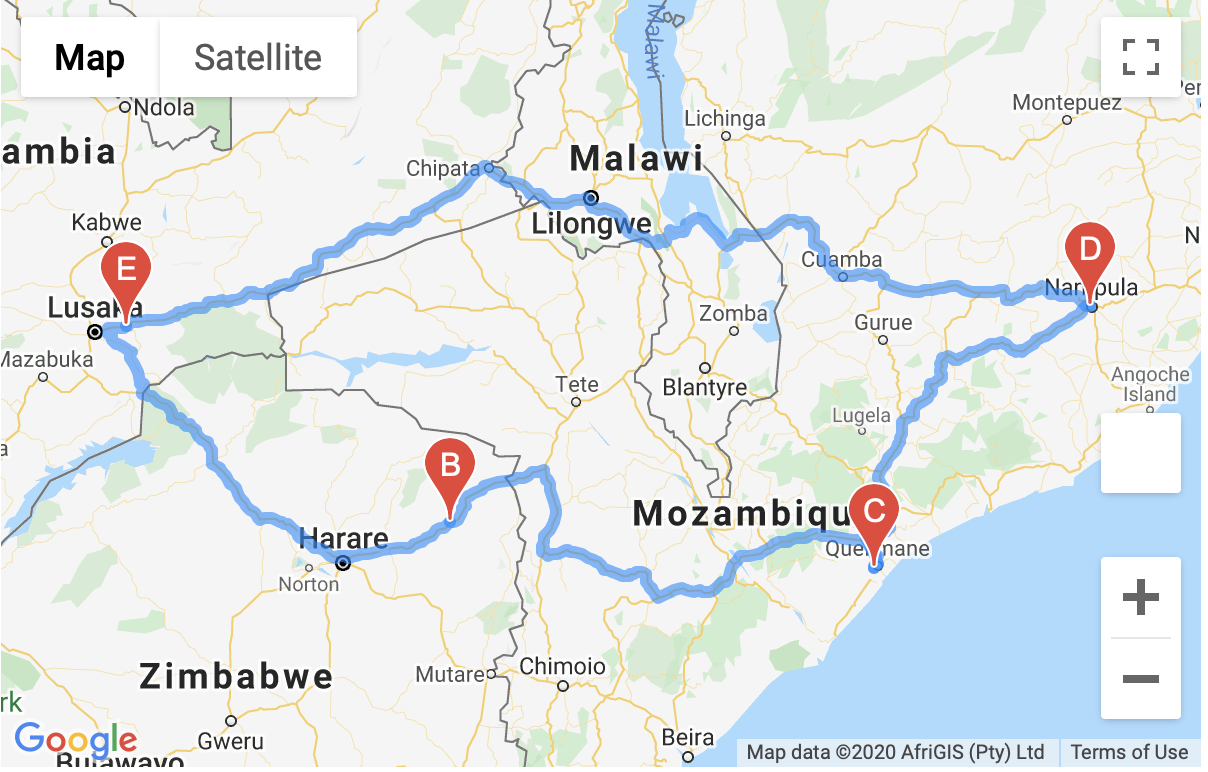 Map
Satellite
Malawi
Ndola
Montepuez
Lichinga
ambia
Malawi
Chipata
Kabwe
Lilongwe
D
N
E
Cuamba
Nampula
Lusaka
Zomba
Gurue
Mazabuka
Blantyre
Tete
Angoche
Island
Lugela
B
C
Mozambiqu
Harare
Quelimane
Norton
Chimoio
Mutare
Zimbabwe
rk
Google
Gweru
Beira
Map data ©2020 AfriGIS (Pty) Ltd
Terms of Use
Bulawayo